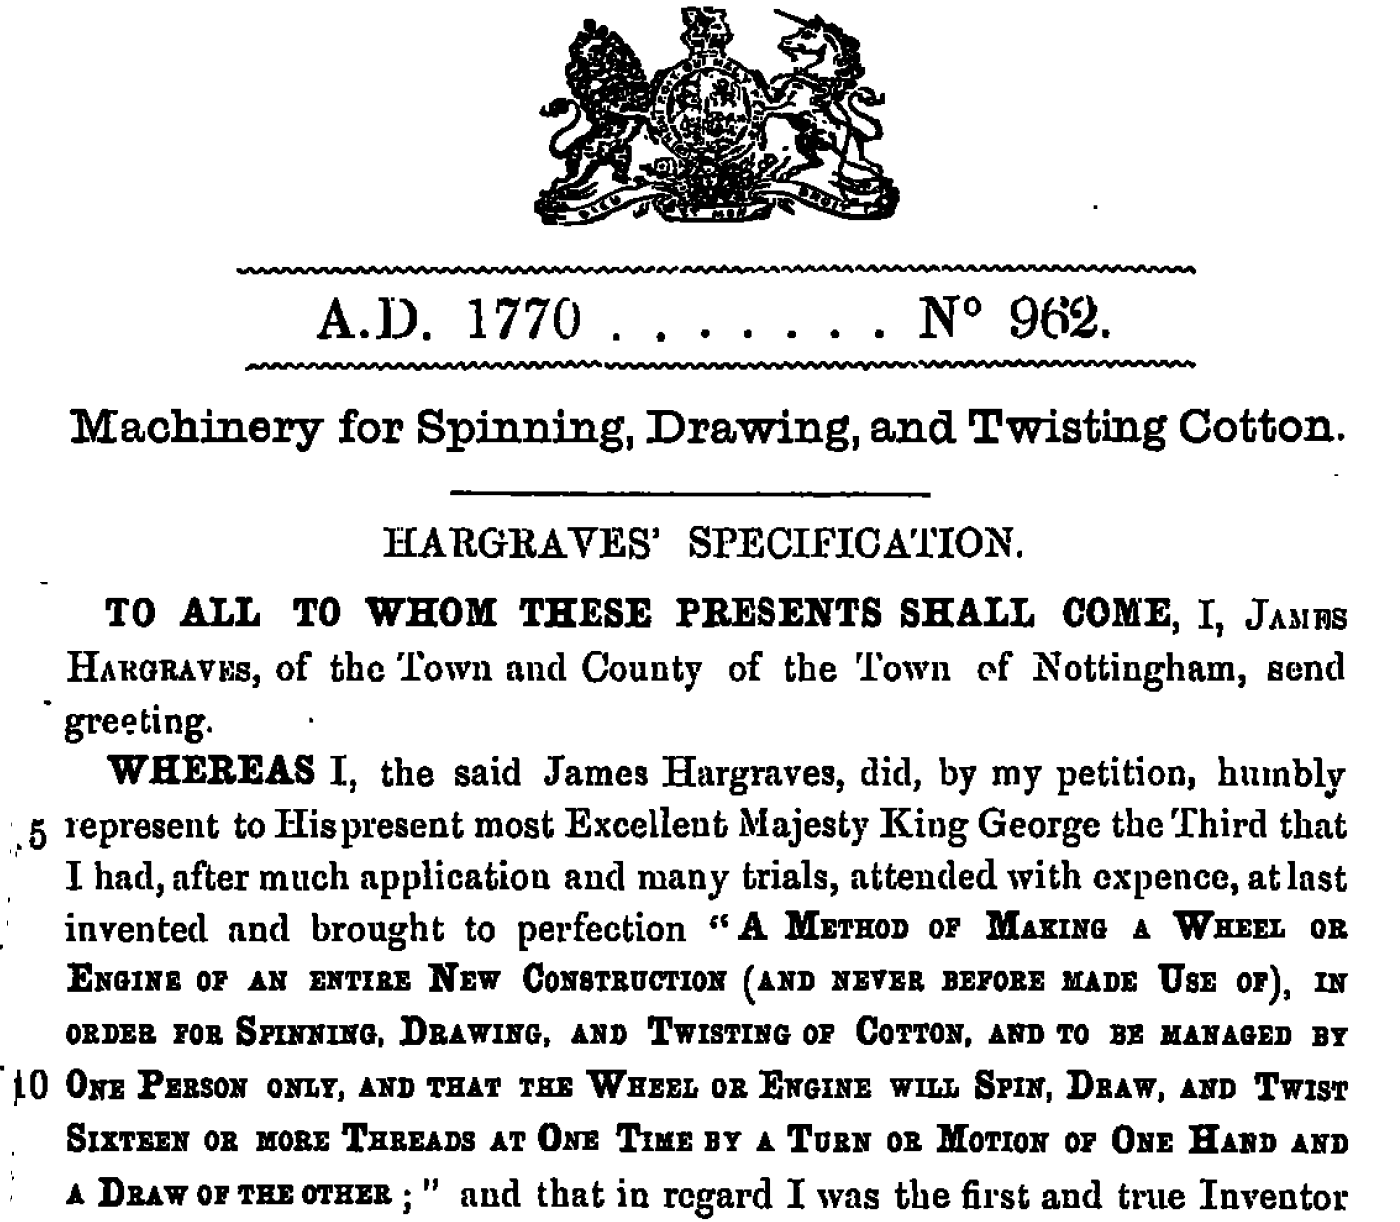 DIEU ET MON DROIT
A.D. 1770 . . . . . . . Nº 962.
Machinery for Spinning, Drawing, and Twisting Cotton.
HARGRAVES' SPECIFICATION.
TO ALL TO WHOM THESE PRESENTS SHALL COME, I, JAMES
HARGRAVES, of the Town and County of the Town of Nottingham, send
greeting.
WHEREAS I, the said James Hargraves, did, by my petition, humbly
5 represent to His present most Excellent Majesty King George the Third that
I had, after much application and many trials, attended with expence, at last
invented and brought to perfection "A METHOD OF MAKING A WHEEL OR
ENGINE OF AN ENTIRE NEW CONSTRUCTION (AND NEVER BEFORE MADE USE OF), IN
ORDER FOR SPINNING, DRAWING, AND TWISTING OF COTTON, AND TO BE MANAGED BY
10 ONE PERSON ONLY, AND THAT THE WHEEL OR ENGINE WILL SPIN, DRAW, AND TWIST
SIXTEEN OR MORE THREADS AT ONE TIME BY A TURN OR MOTION OF ONE HAND AND
A DRAW OF THE OTHER;" and that in regard I was the first and true Inventor